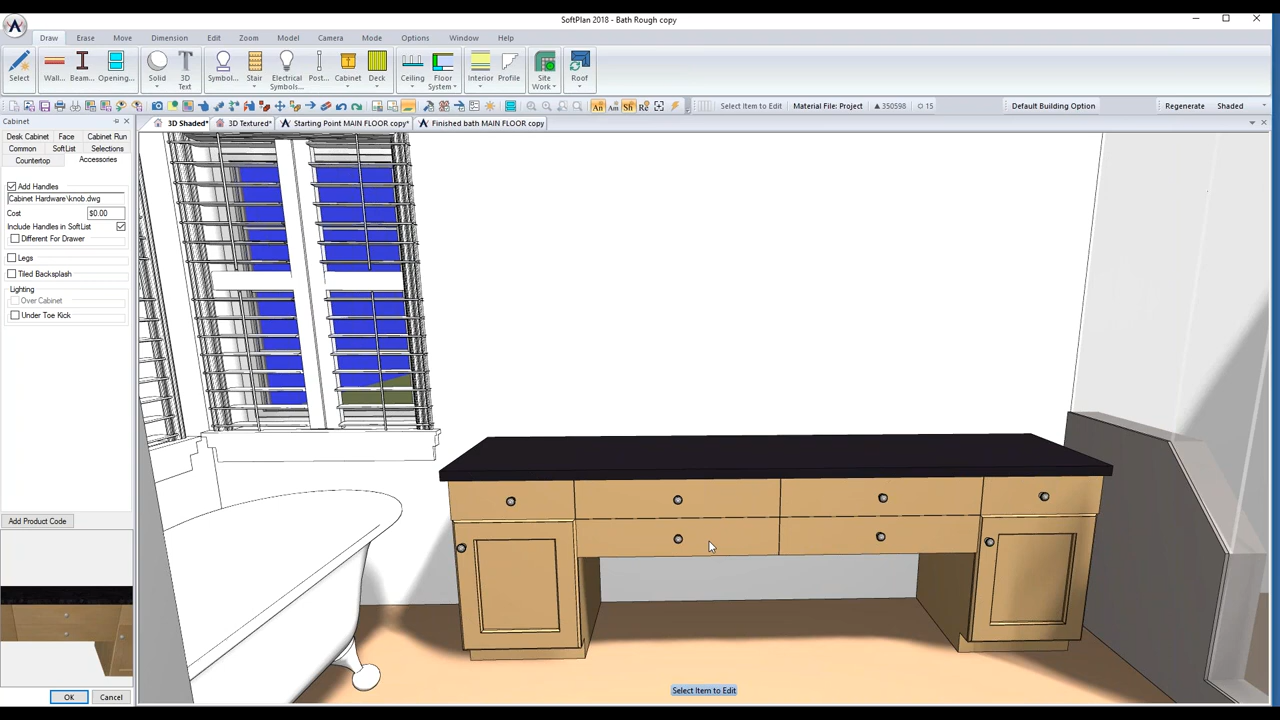 SoftPlan 2018 - Bath Rough copy
Draw Erase Move Dimension Edit Zoom Model Camera Mode Options Window Help
Select Wall... Beam... Opening... Solid 3D Text Symbol... Stair Electrical Symbols... Post... Cabinet Deck Ceiling Floor System Interior Profile Site Work Roof
An Am Sh Re Select Item to Edit Material File: Project 350598 15 Default Building Option Regenerate Shaded
Cabinet
3D Shaded* 3D Textured* Starting Point MAIN FLOOR copy* Finished bath MAIN FLOOR copy
Desk Cabinet Face Cabinet Run
Common SoftList Selections
Countertop Accessories
Add Handles
Cabinet Hardware\knob.dwg
Cost $0.00
Include Handles in SoftList
Different For Drawer
Legs
Tiled Backsplash
Lighting
Over Cabinet
Under Toe Kick
Add Product Code
OK Cancel
Select Item to Edit